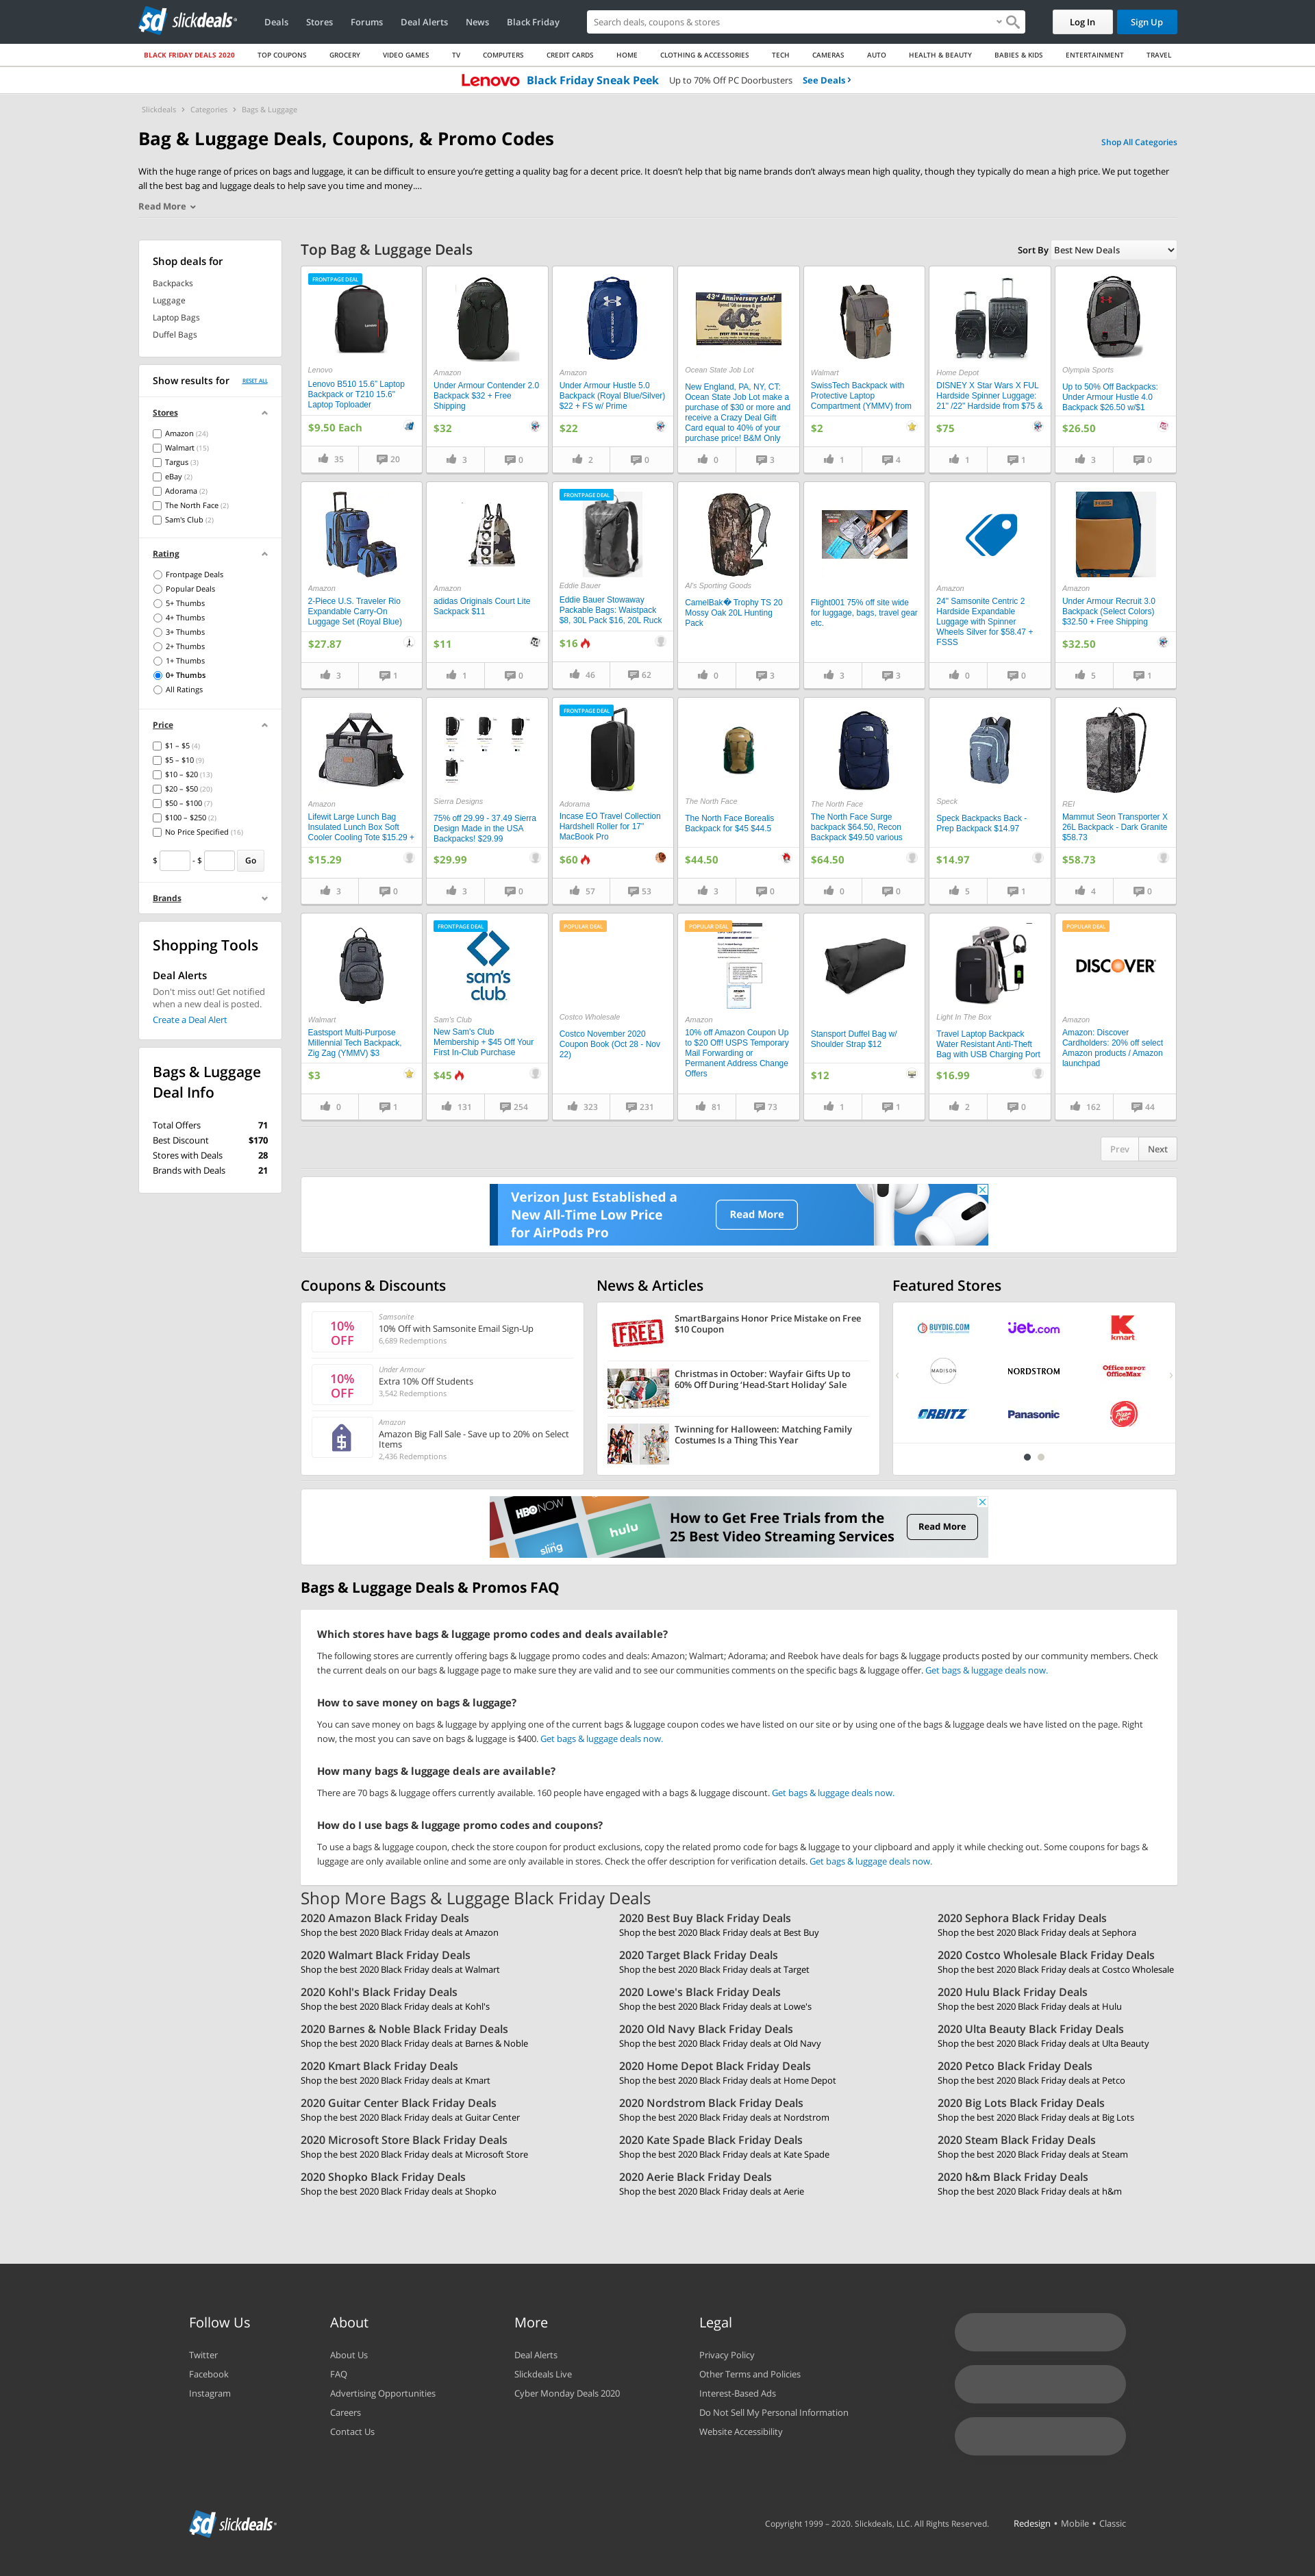 slickdeals
Deals
Stores
Forums
Deal Alerts
News
Black Friday
Search deals, coupons & stores
Log In
Sign Up
BLACK FRIDAY DEALS 2020
TOP COUPONS
GROCERY
VIDEO GAMES
TV
COMPUTERS
CREDIT CARDS
HOME
CLOTHING & ACCESSORIES
TECH
CAMERAS
AUTO
HEALTH & BEAUTY
BABIES & KIDS
ENTERTAINMENT
TRAVEL
Lenovo Black Friday Sneak Peek Up to 70% Off PC Doorbusters See Deals
Slickdeals > Categories > Bags & Luggage
Bag & Luggage Deals, Coupons, & Promo Codes
Shop All Categories
With the huge range of prices on bags and luggage, it can be difficult to ensure you're getting a quality bag for a decent price. It doesn't help that big name brands don't always mean high quality, though they typically do mean a high price. We put together
all the best bag and luggage deals to help save you time and money....
Read More
Shop deals for
Backpacks
Luggage
Laptop Bags
Duffel Bags
Show results for
RESET ALL
Stores
Amazon (24)
Walmart (15)
Targus (3)
eBay (2)
Adorama (2)
The North Face (2)
Sam's Club (2)
Rating
Frontpage Deals
Popular Deals
5+ Thumbs
4+ Thumbs
3+ Thumbs
2+ Thumbs
1+ Thumbs
0+ Thumbs
All Ratings
Price
$1 – $5 (4)
$5 – $10 (9)
$10 – $20 (13)
$20 – $50 (20)
$50 – $100 (7)
$100 – $250 (2)
No Price Specified (16)
$ - $ Go
Brands
Shopping Tools
Deal Alerts
Don't miss out! Get notified
when a new deal is posted.
Create a Deal Alert
Bags & Luggage
Deal Info
Total Offers 71
Best Discount $170
Stores with Deals 28
Brands with Deals 21
Top Bag & Luggage Deals
Sort By Best New Deals
FRONTPAGE DEAL
Lenovo
Lenovo B510 15.6" Laptop
Backpack or T210 15.6"
Laptop Toploader
$9.50 Each
35
20
Amazon
Under Armour Contender 2.0
Backpack $32 + Free
Shipping
$32
3
0
Amazon
Under Armour Hustle 5.0
Backpack (Royal Blue/Silver)
$22 + FS w/ Prime
$22
2
0
43rd Anniversary Sale!
40%
Ocean State Job Lot
New England, PA, NY, CT:
Ocean State Job Lot make a
purchase of $30 or more and
receive a Crazy Deal Gift
Card equal to 40% of your
purchase price! B&M Only
0
3
Walmart
SwissTech Backpack with
Protective Laptop
Compartment (YMMV) from
$2
1
4
Home Depot
DISNEY X Star Wars X FUL
Hardside Spinner Luggage:
21" /22" Hardside from $75 &
$75
1
1
Olympia Sports
Up to 50% Off Backpacks:
Under Armour Hustle 4.0
Backpack $26.50 w/$1
$26.50
3
0
Amazon
2-Piece U.S. Traveler Rio
Expandable Carry-On
Luggage Set (Royal Blue)
$27.87
3
1
adidas
Amazon
adidas Originals Court Lite
Sackpack $11
$11
1
0
FRONTPAGE DEAL
Eddie Bauer
Eddie Bauer Stowaway
Packable Bags: Waistpack
$8, 30L Pack $16, 20L Ruck
$16
46
62
Al's Sporting Goods
CamelBak� Trophy TS 20
Mossy Oak 20L Hunting
Pack
0
3
Flight001 75% off site wide
for luggage, bags, travel gear
etc.
3
3
Amazon
24" Samsonite Centric 2
Hardside Expandable
Luggage with Spinner
Wheels Silver for $58.47 +
FSSS
0
0
Amazon
Under Armour Recruit 3.0
Backpack (Select Colors)
$32.50 + Free Shipping
$32.50
5
1
Amazon
Lifewit Large Lunch Bag
Insulated Lunch Box Soft
Cooler Cooling Tote $15.29 +
$15.29
3
0
Sierra Designs
75% off 29.99 - 37.49 Sierra
Design Made in the USA
Backpacks! $29.99
$29.99
3
0
FRONTPAGE DEAL
Adorama
Incase EO Travel Collection
Hardshell Roller for 17"
MacBook Pro
$60
57
53
The North Face
The North Face Borealis
Backpack for $45 $44.5
$44.50
3
0
The North Face
The North Face Surge
backpack $64.50, Recon
Backpack $49.50 various
$64.50
0
0
Speck
Speck Backpacks Back -
Prep Backpack $14.97
$14.97
5
1
REI
Mammut Seon Transporter X
26L Backpack - Dark Granite
$58.73
$58.73
4
0
Walmart
Eastsport Multi-Purpose
Millennial Tech Backpack,
Zig Zag (YMMV) $3
$3
0
1
FRONTPAGE DEAL
sam's
club
Sam's Club
New Sam's Club
Membership + $45 Off Your
First In-Club Purchase
$45
131
254
POPULAR DEAL
Costco Wholesale
Costco November 2020
Coupon Book (Oct 28 - Nov
22)
323
231
POPULAR DEAL
Amazon
10% off Amazon Coupon Up
to $20 Off! USPS Temporary
Mail Forwarding or
Permanent Address Change
Offers
81
73
Stansport Duffel Bag w/
Shoulder Strap $12
$12
1
1
Light In The Box
Travel Laptop Backpack
Water Resistant Anti-Theft
Bag with USB Charging Port
$16.99
2
0
POPULAR DEAL
DISCOVER
Amazon
Amazon: Discover
Cardholders: 20% off select
Amazon products / Amazon
launchpad
162
44
Prev
Next
Verizon Just Established a
New All-Time Low Price
for AirPods Pro
Read More
Coupons & Discounts
10%
OFF
Samsonite
10% Off with Samsonite Email Sign-Up
6,689 Redemptions
10%
OFF
Under Armour
Extra 10% Off Students
3,542 Redemptions
Amazon
Amazon Big Fall Sale - Save up to 20% on Select
Items
2,436 Redemptions
News & Articles
FREE
SmartBargains Honor Price Mistake on Free
$10 Coupon
Christmas in October: Wayfair Gifts Up to
60% Off During 'Head-Start Holiday' Sale
Twinning for Halloween: Matching Family
Costumes Is a Thing This Year
Featured Stores
BUYDIG.COM
jet.com
kmart
MADISON
NORDSTROM
Office DEPOT
OfficeMax
ORBITZ
Panasonic
Pizza Hut
HBO NOW
hulu
sling
How to Get Free Trials from the
25 Best Video Streaming Services
Read More
Bags & Luggage Deals & Promos FAQ
Which stores have bags & luggage promo codes and deals available?
The following stores are currently offering bags & luggage promo codes and deals: Amazon; Walmart; Adorama; and Reebok have deals for bags & luggage products posted by our community members. Check
the current deals on our bags & luggage page to make sure they are valid and to see our communities comments on the specific bags & luggage offer. Get bags & luggage deals now.
How to save money on bags & luggage?
You can save money on bags & luggage by applying one of the current bags & luggage coupon codes we have listed on our site or by using one of the bags & luggage deals we have listed on the page. Right
now, the most you can save on bags & luggage is $400. Get bags & luggage deals now.
How many bags & luggage deals are available?
There are 70 bags & luggage offers currently available. 160 people have engaged with a bags & luggage discount. Get bags & luggage deals now.
How do I use bags & luggage promo codes and coupons?
To use a bags & luggage coupon, check the store coupon for product exclusions, copy the related promo code for bags & luggage to your clipboard and apply it while checking out. Some coupons for bags &
luggage are only available online and some are only available in stores. Check the offer description for verification details. Get bags & luggage deals now.
Shop More Bags & Luggage Black Friday Deals
2020 Amazon Black Friday Deals
Shop the best 2020 Black Friday deals at Amazon
2020 Best Buy Black Friday Deals
Shop the best 2020 Black Friday deals at Best Buy
2020 Sephora Black Friday Deals
Shop the best 2020 Black Friday deals at Sephora
2020 Walmart Black Friday Deals
Shop the best 2020 Black Friday deals at Walmart
2020 Target Black Friday Deals
Shop the best 2020 Black Friday deals at Target
2020 Costco Wholesale Black Friday Deals
Shop the best 2020 Black Friday deals at Costco Wholesale
2020 Kohl's Black Friday Deals
Shop the best 2020 Black Friday deals at Kohl's
2020 Lowe's Black Friday Deals
Shop the best 2020 Black Friday deals at Lowe's
2020 Hulu Black Friday Deals
Shop the best 2020 Black Friday deals at Hulu
2020 Barnes & Noble Black Friday Deals
Shop the best 2020 Black Friday deals at Barnes & Noble
2020 Old Navy Black Friday Deals
Shop the best 2020 Black Friday deals at Old Navy
2020 Ulta Beauty Black Friday Deals
Shop the best 2020 Black Friday deals at Ulta Beauty
2020 Kmart Black Friday Deals
Shop the best 2020 Black Friday deals at Kmart
2020 Home Depot Black Friday Deals
Shop the best 2020 Black Friday deals at Home Depot
2020 Petco Black Friday Deals
Shop the best 2020 Black Friday deals at Petco
2020 Guitar Center Black Friday Deals
Shop the best 2020 Black Friday deals at Guitar Center
2020 Nordstrom Black Friday Deals
Shop the best 2020 Black Friday deals at Nordstrom
2020 Big Lots Black Friday Deals
Shop the best 2020 Black Friday deals at Big Lots
2020 Microsoft Store Black Friday Deals
Shop the best 2020 Black Friday deals at Microsoft Store
2020 Kate Spade Black Friday Deals
Shop the best 2020 Black Friday deals at Kate Spade
2020 Steam Black Friday Deals
Shop the best 2020 Black Friday deals at Steam
2020 Shopko Black Friday Deals
Shop the best 2020 Black Friday deals at Shopko
2020 Aerie Black Friday Deals
Shop the best 2020 Black Friday deals at Aerie
2020 h&m Black Friday Deals
Shop the best 2020 Black Friday deals at h&m
Follow Us
Twitter
Facebook
Instagram
About
About Us
FAQ
Advertising Opportunities
Careers
Contact Us
More
Deal Alerts
Slickdeals Live
Cyber Monday Deals 2020
Legal
Privacy Policy
Other Terms and Policies
Interest-Based Ads
Do Not Sell My Personal Information
Website Accessibility
slickdeals
Copyright 1999 – 2020. Slickdeals, LLC. All Rights Reserved.
Redesign • Mobile • Classic